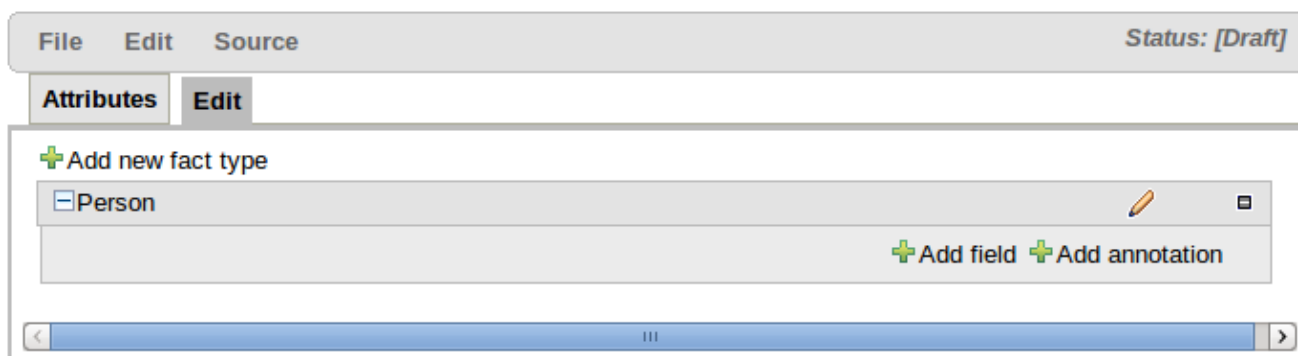 File Edit Source Status: [Draft]
Attributes Edit
Add new fact type
Person
Add field Add annotation